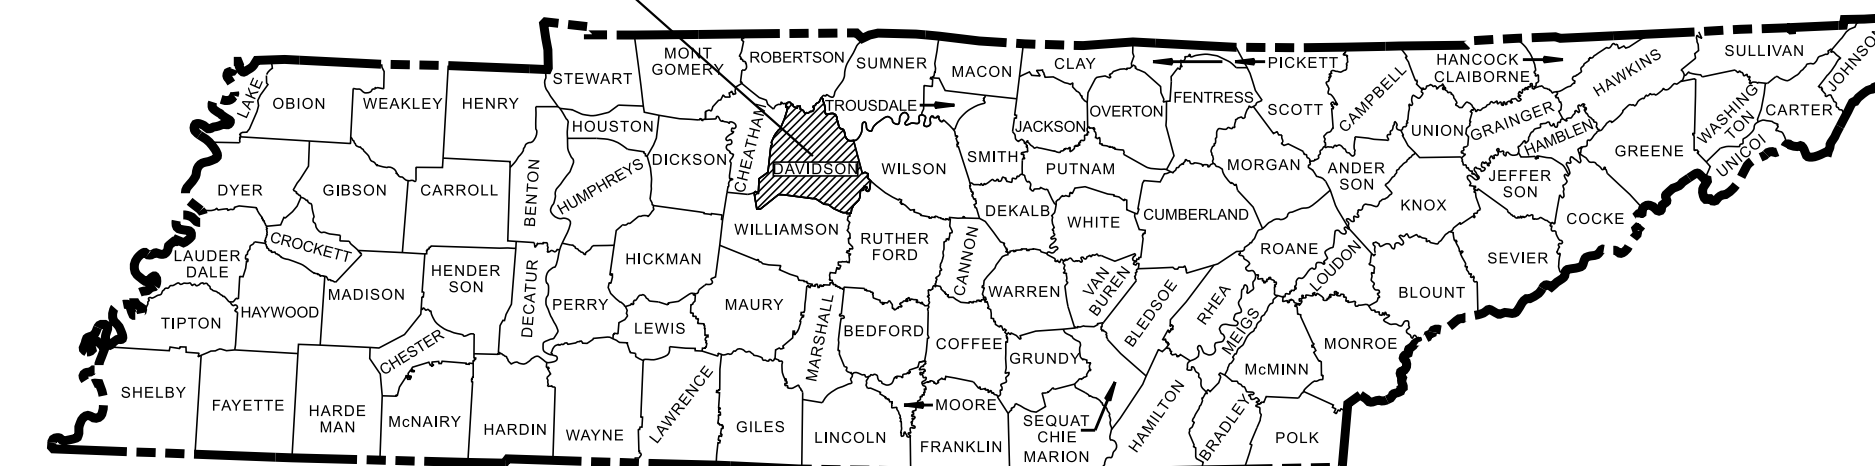 LAKE
OBION
WEAKLEY
HENRY
STEWART
MONT
GOMERY
ROBERTSON
SUMNER
MACON
CLAY
PICKETT
HANCOCK
CLAIBORNE
HAWKINS
SULLIVAN
JOHNSON
TROUSDALE
JACKSON
OVERTON
FENTRESS
SCOTT
CAMPBELL
UNION
GRAINGER
HAMBLEN
GREENE
WASHING
TON
CARTER
UNICOI
HOUSTON
DICKSON
CHEATHAM
DAVIDSON
WILSON
SMITH
PUTNAM
MORGAN
ANDER
SON
JEFFER
SON
DYER
GIBSON
CARROLL
BENTON
HUMPHREYS
DEKALB
WHITE
CUMBERLAND
KNOX
COCKE
WILLIAMSON
RUTHER
FORD
CANNON
ROANE
LOUDON
SEVIER
LAUDER
DALE
CROCKETT
HENDER
SON
DECATUR
HICKMAN
VAN
BUREN
BLOUNT
TIPTON
HAYWOOD
MADISON
PERRY
LEWIS
MAURY
MARSHALL
BEDFORD
WARREN
BLEDSOE
RHEA
MEIGS
MONROE
COFFEE
GRUNDY
McMINN
SHELBY
FAYETTE
HARDE
MAN
CHESTER
McNAIRY
HARDIN
WAYNE
LAWRENCE
GILES
LINCOLN
MOORE
FRANKLIN
SEQUAT
CHIE
MARION
HAMILTON
BRADLEY
POLK